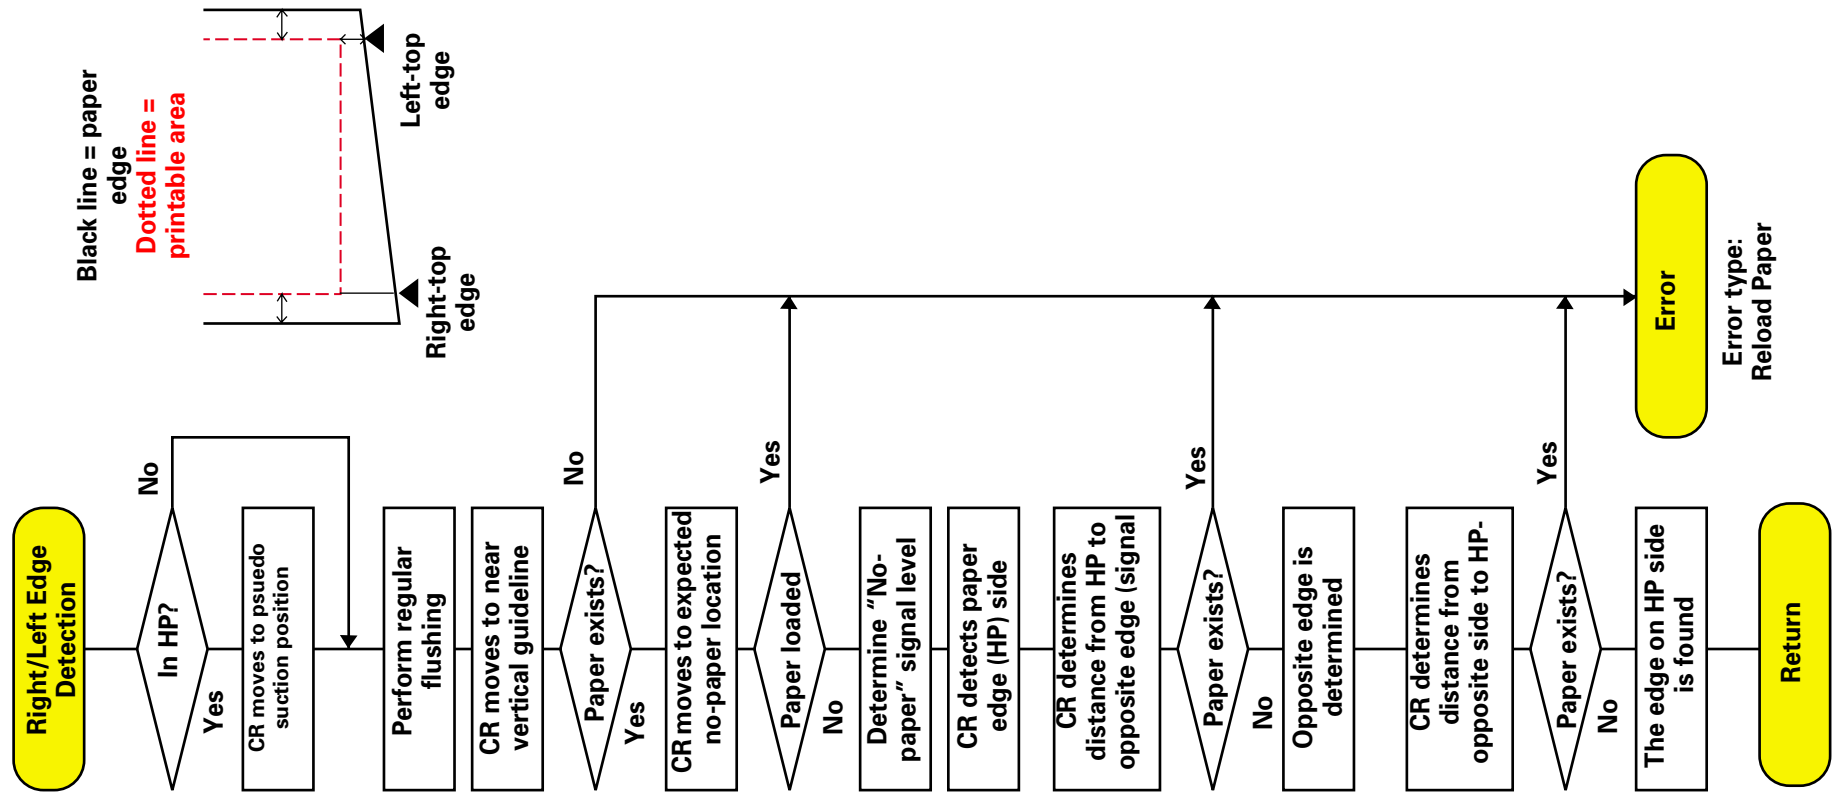 Right/Left Edge
Detection
In HP?
No
Yes
CR moves to psuedo
suction position
Perform regular
flushing
CR moves to near
vertical guideline
Paper exists?
No
Yes
CR moves to expected
no-paper location
Paper loaded
Yes
No
Determine “No-
paper” signal level
CR detects paper
edge (HP) side
CR determines
distance from HP to
opposite edge (signal
Paper exists?
Yes
No
Opposite edge is
determined
CR determines
distance from
opposite side to HP-
Paper exists?
Yes
No
The edge on HP side
is found
Return
Error
Error type:
Reload Paper
Black line = paper
edge
Dotted line =
printable area
Right-top
edge
Left-top
edge